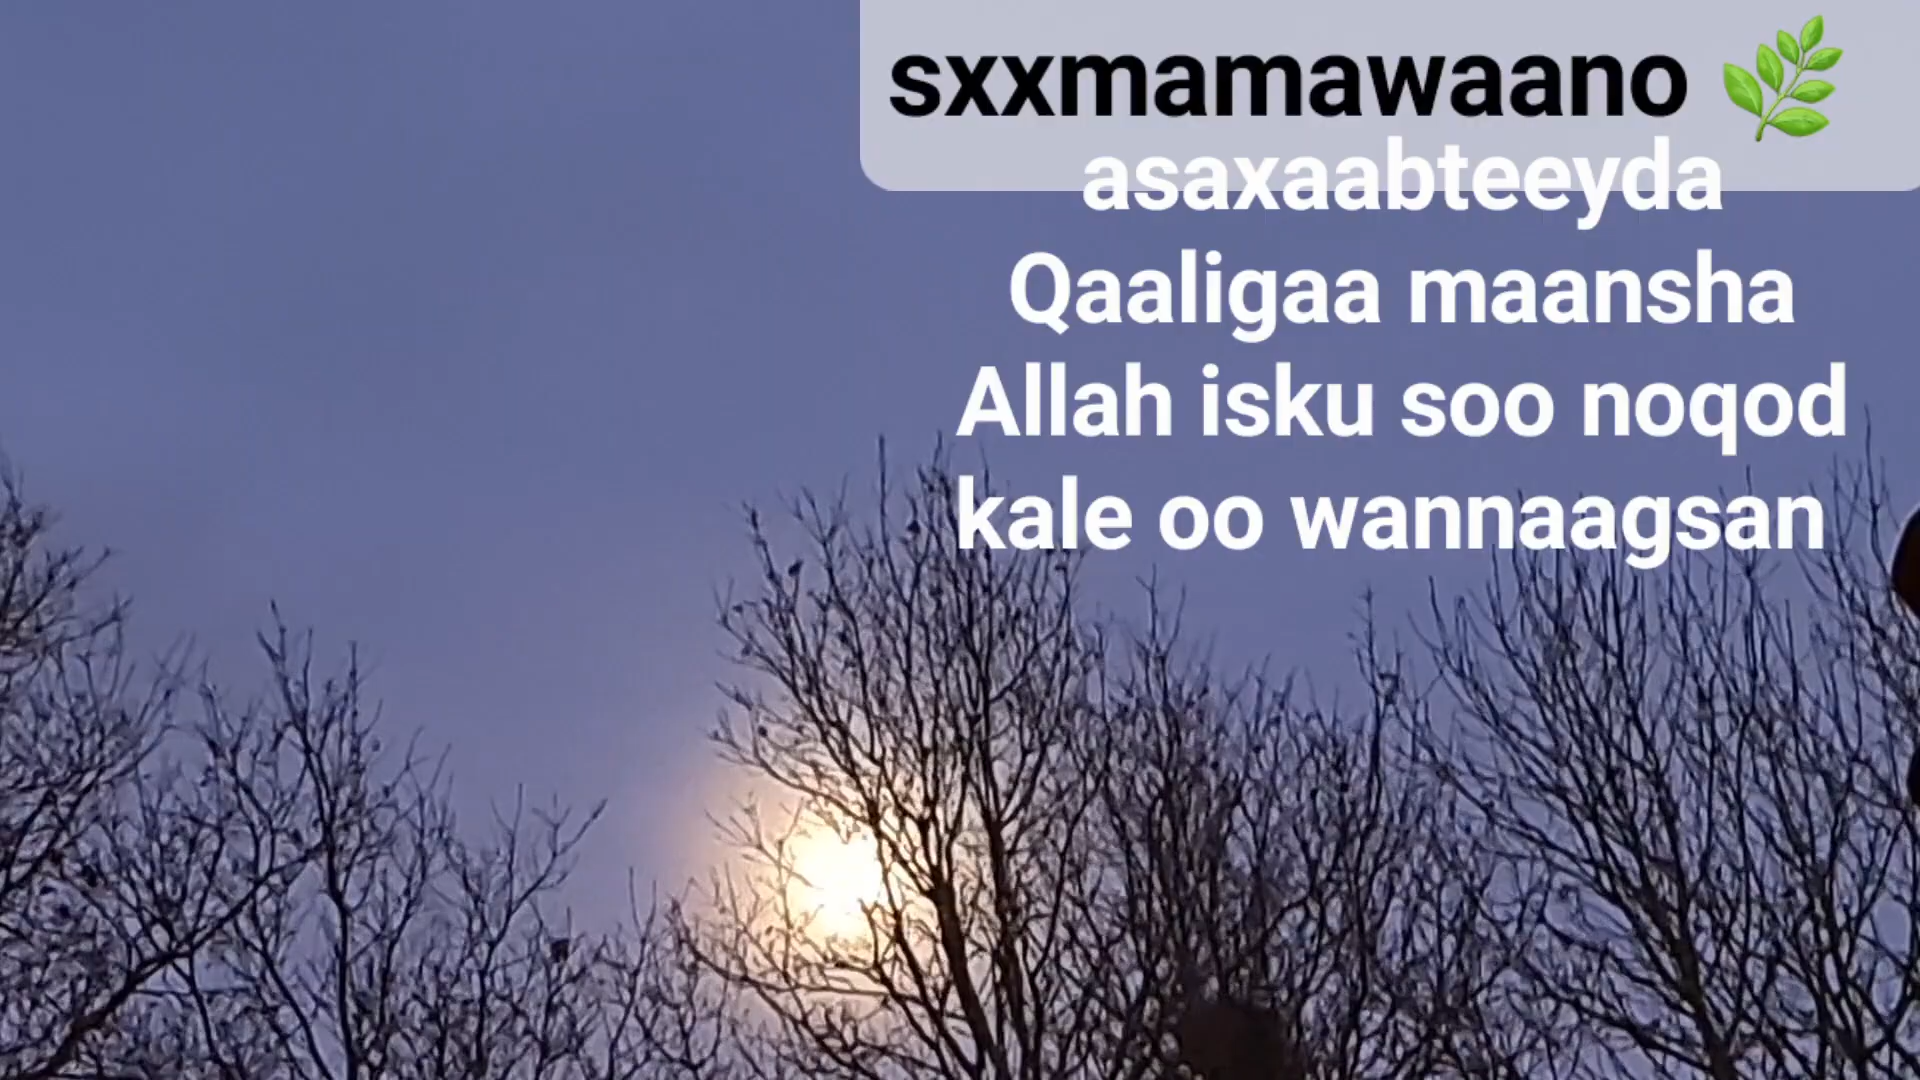 sxxmamawaano 🌿
asaxaabteeyda
Qaaligaa maansha
Allah isku soo noqod
kale oo wannaagsan